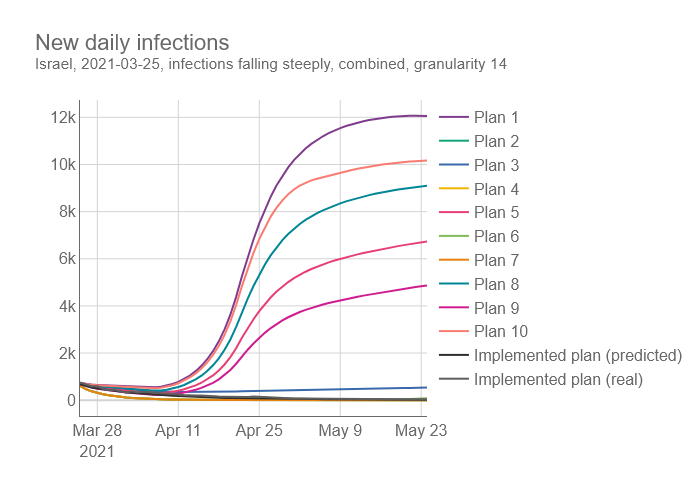 New daily infections
Israel, 2021-03-25, infections falling steeply, combined, granularity 14
12k
10k
8k
6k
4k
2k
0
Mar 28
2021
Apr 11
Apr 25
May 9
May 23
Plan 1
Plan 2
Plan 3
Plan 4
Plan 5
Plan 6
Plan 7
Plan 8
Plan 9
Plan 10
Implemented plan (predicted)
Implemented plan (real)